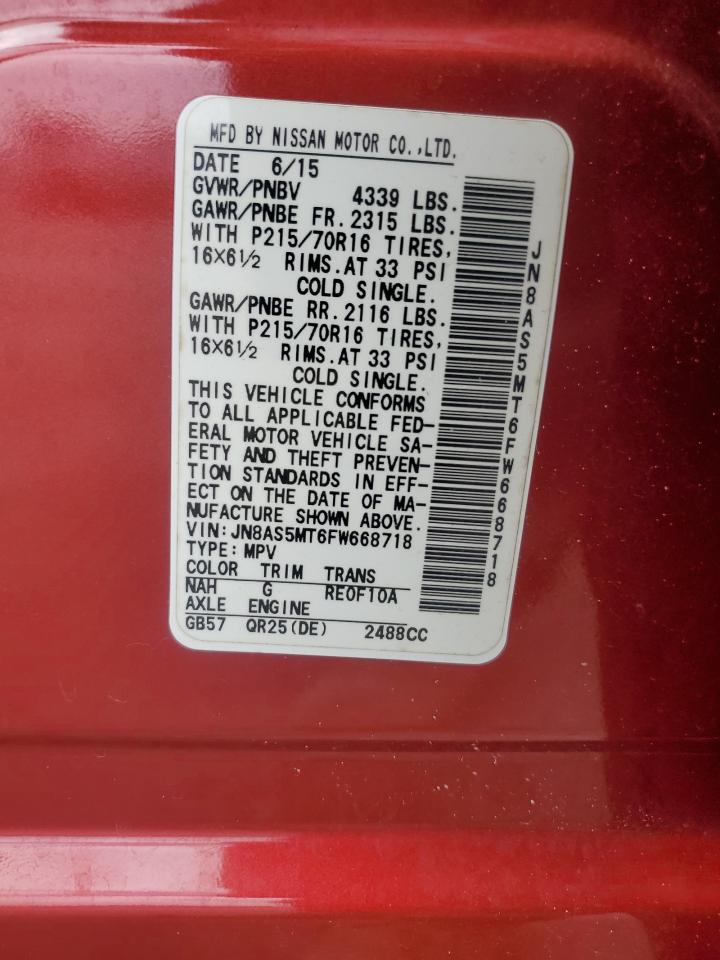 MFD BY NISSAN MOTOR CO.,LTD.
DATE 6/15
GVWR/PNBV 4339 LBS.
GAWR/PNBE FR. 2315 LBS.
WITH P215/70R16 TIRES,
16X6½ RIMS. AT 33 PSI
COLD SINGLE.
GAWR/PNBE RR. 2116 LBS.
WITH P215/70R16 TIRES,
16X6½ RIMS. AT 33 PSI
COLD SINGLE.
THIS VEHICLE CONFORMS
TO ALL APPLICABLE FED-
ERAL MOTOR VEHICLE SA-
FETY AND THEFT PREVEN-
TION STANDARDS IN EFF-
ECT ON THE DATE OF MA-
NUFACTURE SHOWN ABOVE.
VIN: JN8AS5MT6FW668718
TYPE: MPV
COLOR TRIM TRANS
NAH G RE0F10A
AXLE ENGINE
GB57 QR25(DE) 2488CC
JN8AS5MT6FW668718